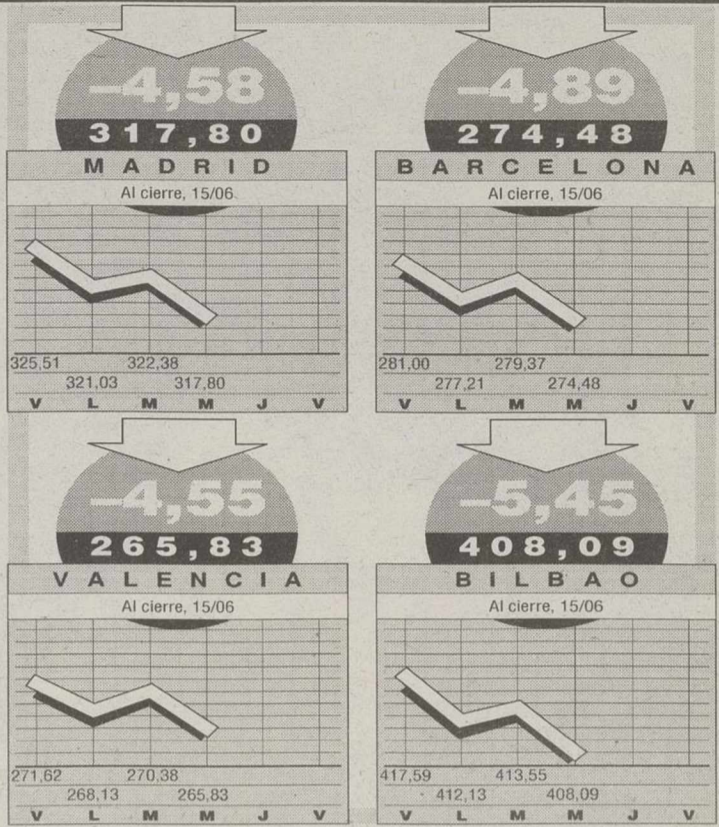 –4,58
317,80
MADRID
Al cierre, 15/06
325,51 322,38
321,03 317,80
V L M M J V
–4,89
274,48
BARCELONA
Al cierre, 15/06
281,00 279,37
277,21 274,48
V L M M J V
–4,55
265,83
VALENCIA
Al cierre, 15/06
271,62 270,38
268,13 265,83
V L M M J V
–5,45
408,09
BILBAO
Al cierre, 15/06
417,59 413,55
412,13 408,09
V L M M J V